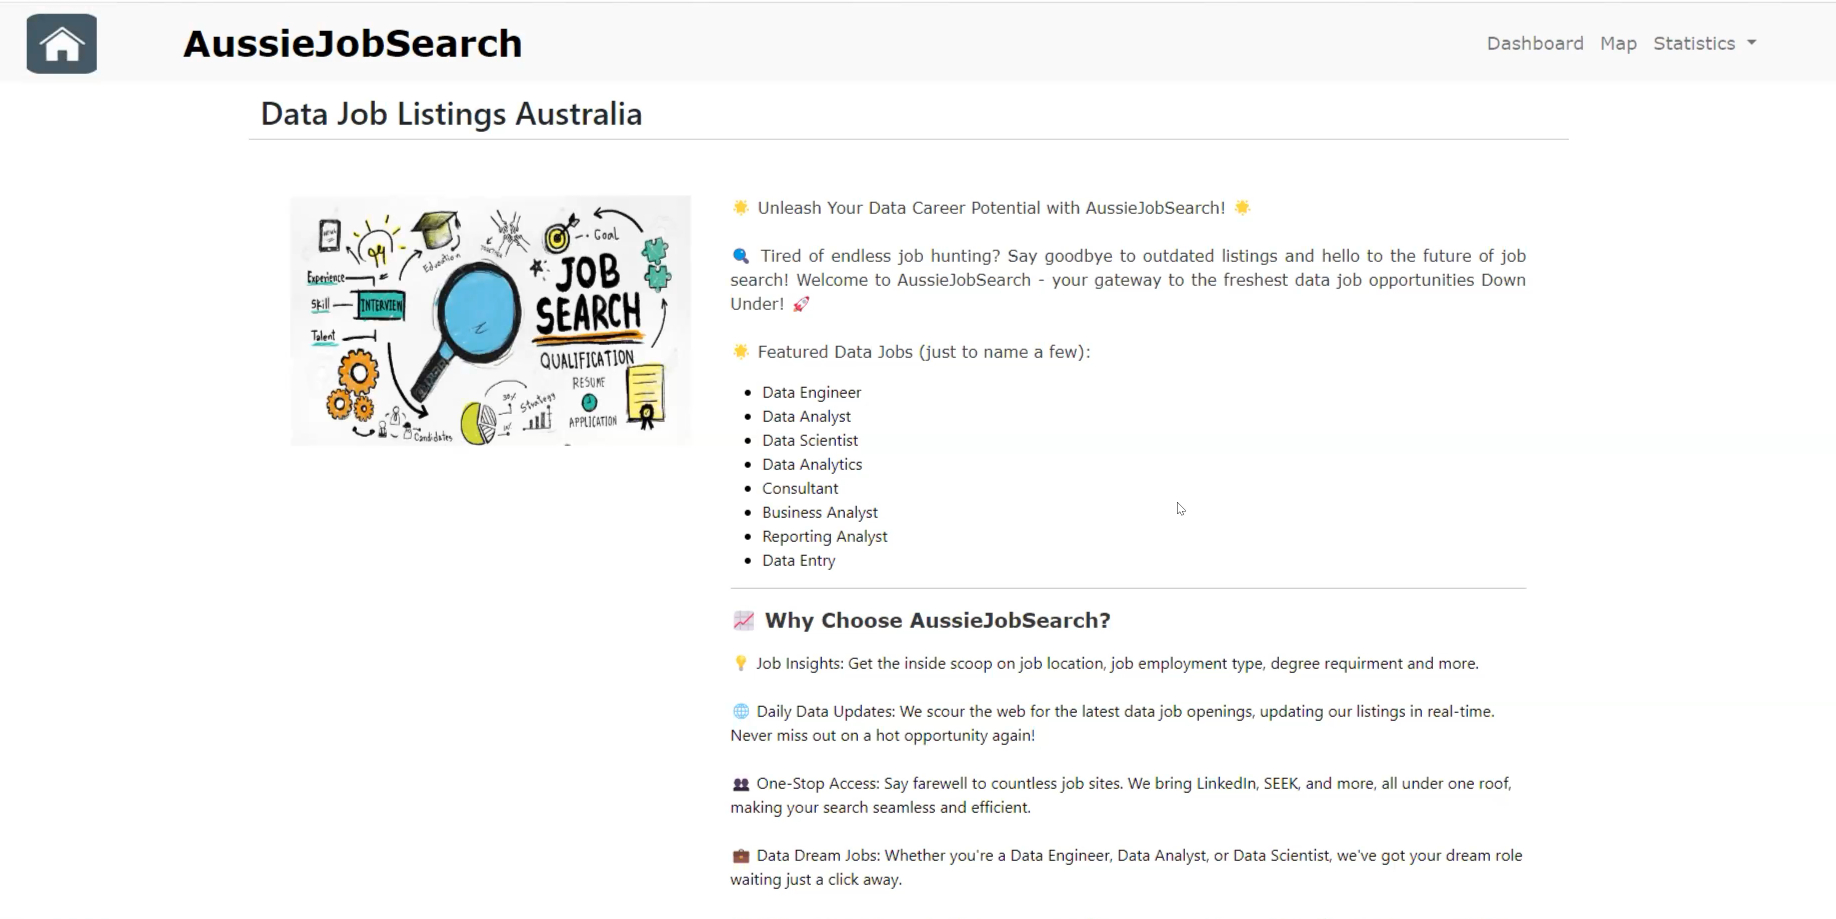 AussieJobSearch
Dashboard Map Statistics
Data Job Listings Australia
Experience
Skill
Talent
INTERVIEW
Education
Goal
JOB
SEARCH
QUALIFICATION
RESUME
APPLICATION
Strategy
Candidates
🌟 Unleash Your Data Career Potential with AussieJobSearch! 🌟
🔍 Tired of endless job hunting? Say goodbye to outdated listings and hello to the future of job
search! Welcome to AussieJobSearch - your gateway to the freshest data job opportunities Down
Under! 🚀
🌟 Featured Data Jobs (just to name a few):
• Data Engineer
• Data Analyst
• Data Scientist
• Data Analytics
• Consultant
• Business Analyst
• Reporting Analyst
• Data Entry
📈 Why Choose AussieJobSearch?
💡 Job Insights: Get the inside scoop on job location, job employment type, degree requirment and more.
🌐 Daily Data Updates: We scour the web for the latest data job openings, updating our listings in real-time.
Never miss out on a hot opportunity again!
👥 One-Stop Access: Say farewell to countless job sites. We bring LinkedIn, SEEK, and more, all under one roof,
making your search seamless and efficient.
💼 Data Dream Jobs: Whether you're a Data Engineer, Data Analyst, or Data Scientist, we've got your dream role
waiting just a click away.